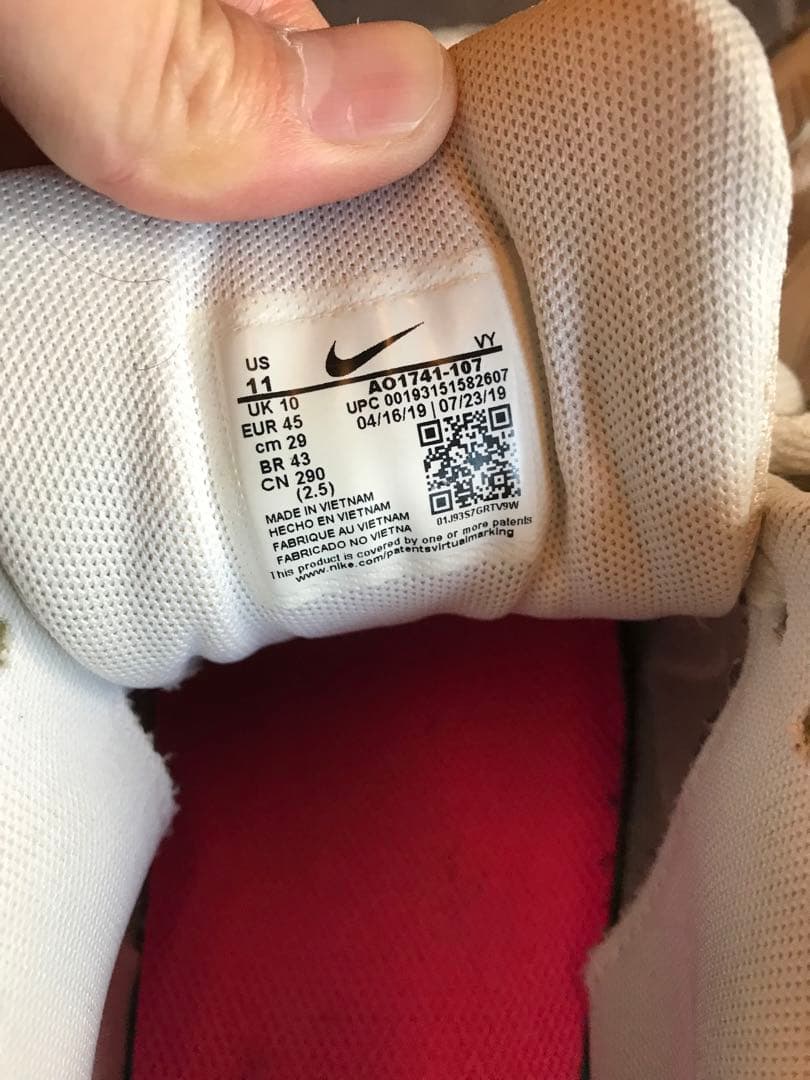 US
11
VY
AO1741-107
UPC 00193151582607
04/16/19 | 07/23/19
UK 10
EUR 45
cm 29
BR 43
CN 290
(2.5)
MADE IN VIETNAM
HECHO EN VIETNAM
FABRIQUE AU VIETNAM
FABRICADO NO VIETNA
01J93S7GRTV9W
This product is covered by one or more patents
www.nike.com/patentsvirtualmarking